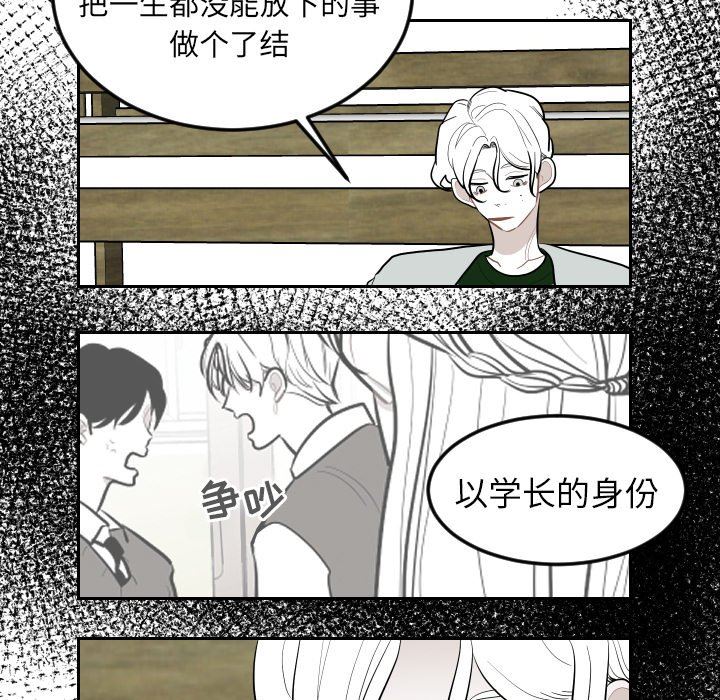 把一生都没能放下的事
做个了结
争吵
以学长的身份